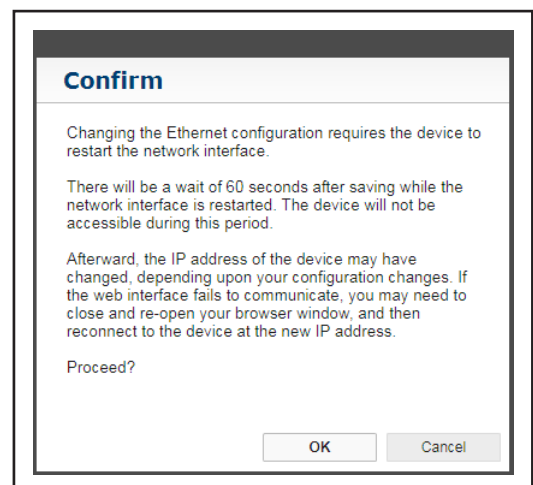 Confirm
Changing the Ethernet configuration requires the device to
restart the network interface.
There will be a wait of 60 seconds after saving while the
network interface is restarted. The device will not be
accessible during this period.
Afterward, the IP address of the device may have
changed, depending upon your configuration changes. If
the web interface fails to communicate, you may need to
close and re-open your browser window, and then
reconnect to the device at the new IP address.
Proceed?
OK Cancel